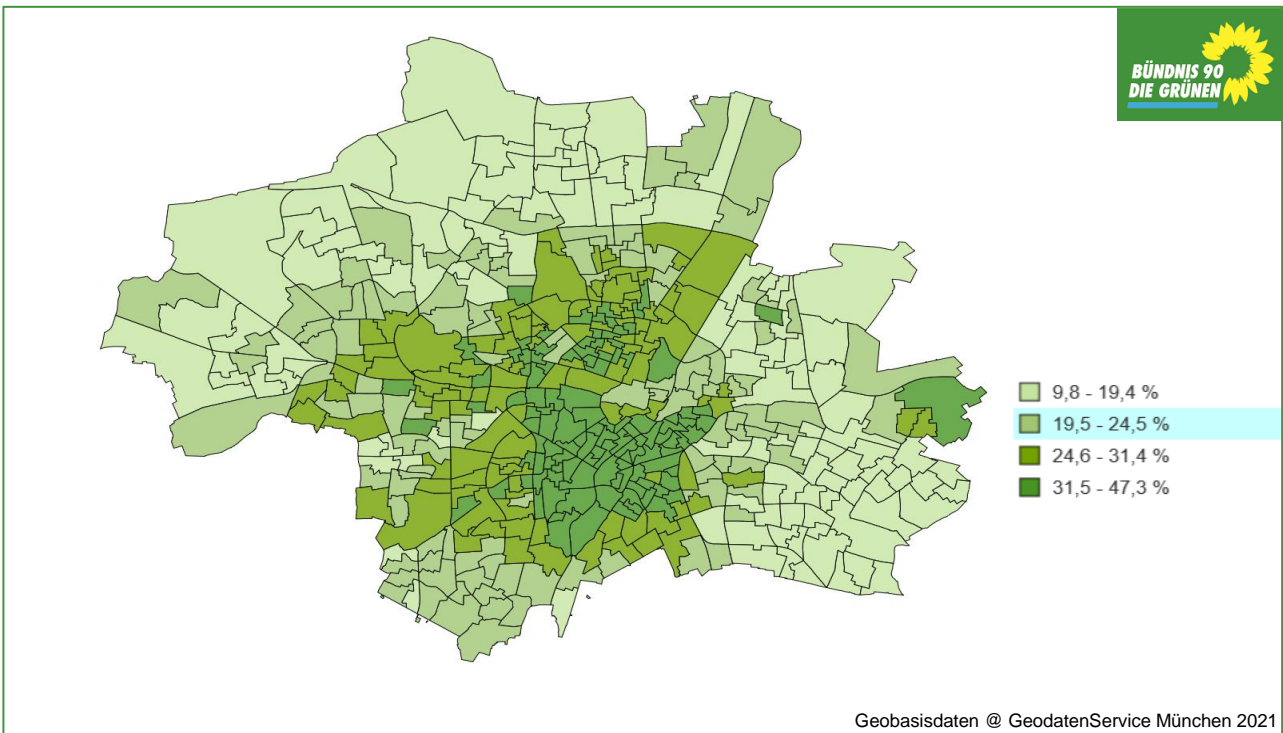 BÜNDNIS 90
DIE GRÜNEN
9,8 - 19,4 %
19,5 - 24,5 %
24,6 - 31,4 %
31,5 - 47,3 %
Geobasisdaten @ GeodatenService München 2021